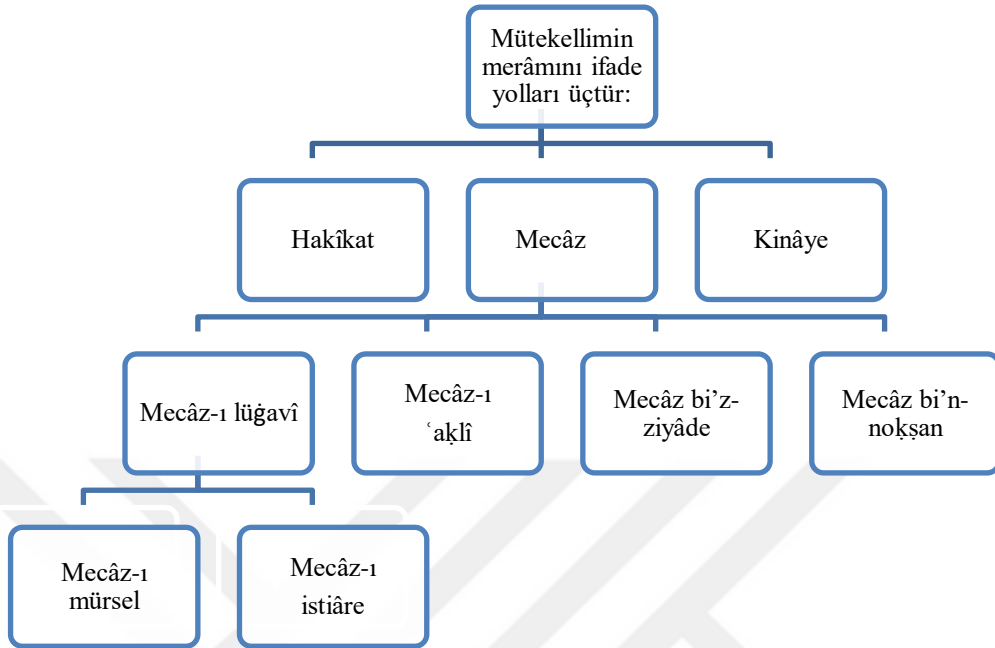 Mütekellimin
merâmını ifade
yolları üçtür:
Hakîkat
Mecâz
Kinâye
Mecâz-ı lüġavî
Mecâz-ı
ʿaḳlî
Mecâz bi’z-
ziyâde
Mecâz bi’n-
noḳṣan
Mecâz-ı
mürsel
Mecâz-ı
istiâre